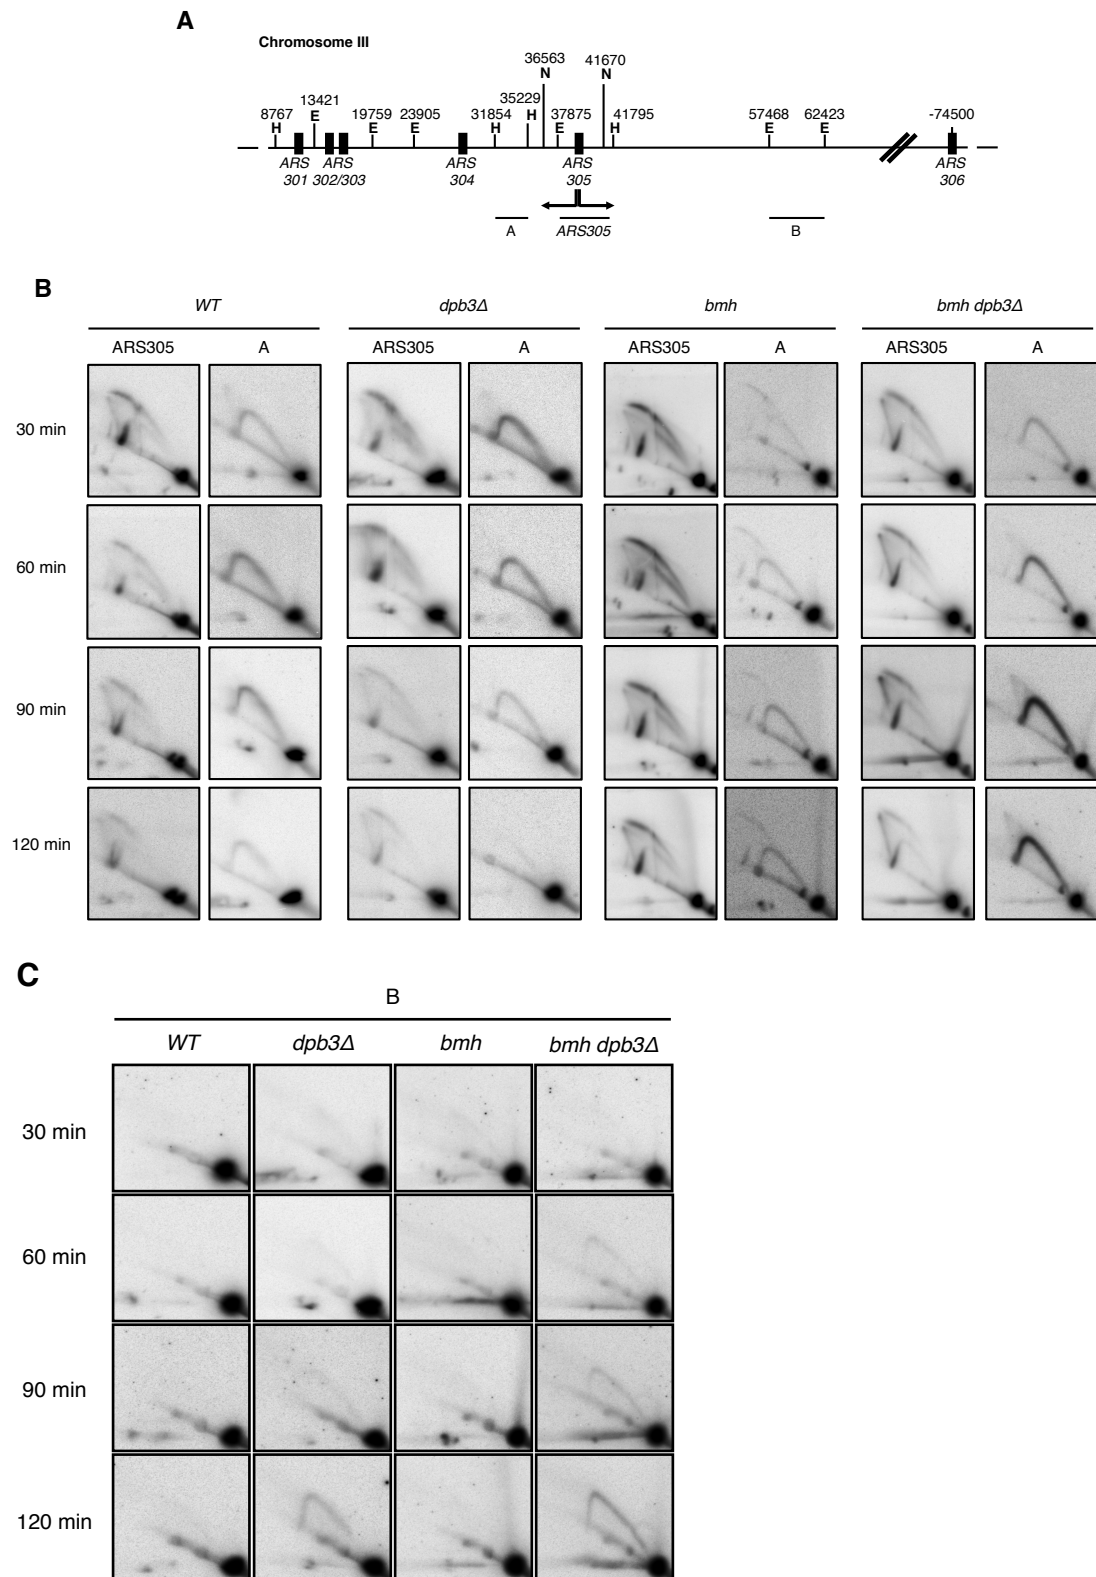 A
Chromosome III
36563 41670
N N
13421 35229
8767 E 19759 23905 31854 H 37875 41795 57468 62423 -74500
H E E H E H E E
ARS ARS ARS ARS ARS
301 302/303 304 305 306
A ARS305 B
B
WT dpb3Δ bmh bmh dpb3Δ
ARS305 A ARS305 A ARS305 A ARS305 A
30 min
60 min
90 min
120 min
C
B
WT dpb3Δ bmh bmh dpb3Δ
30 min
60 min
90 min
120 min